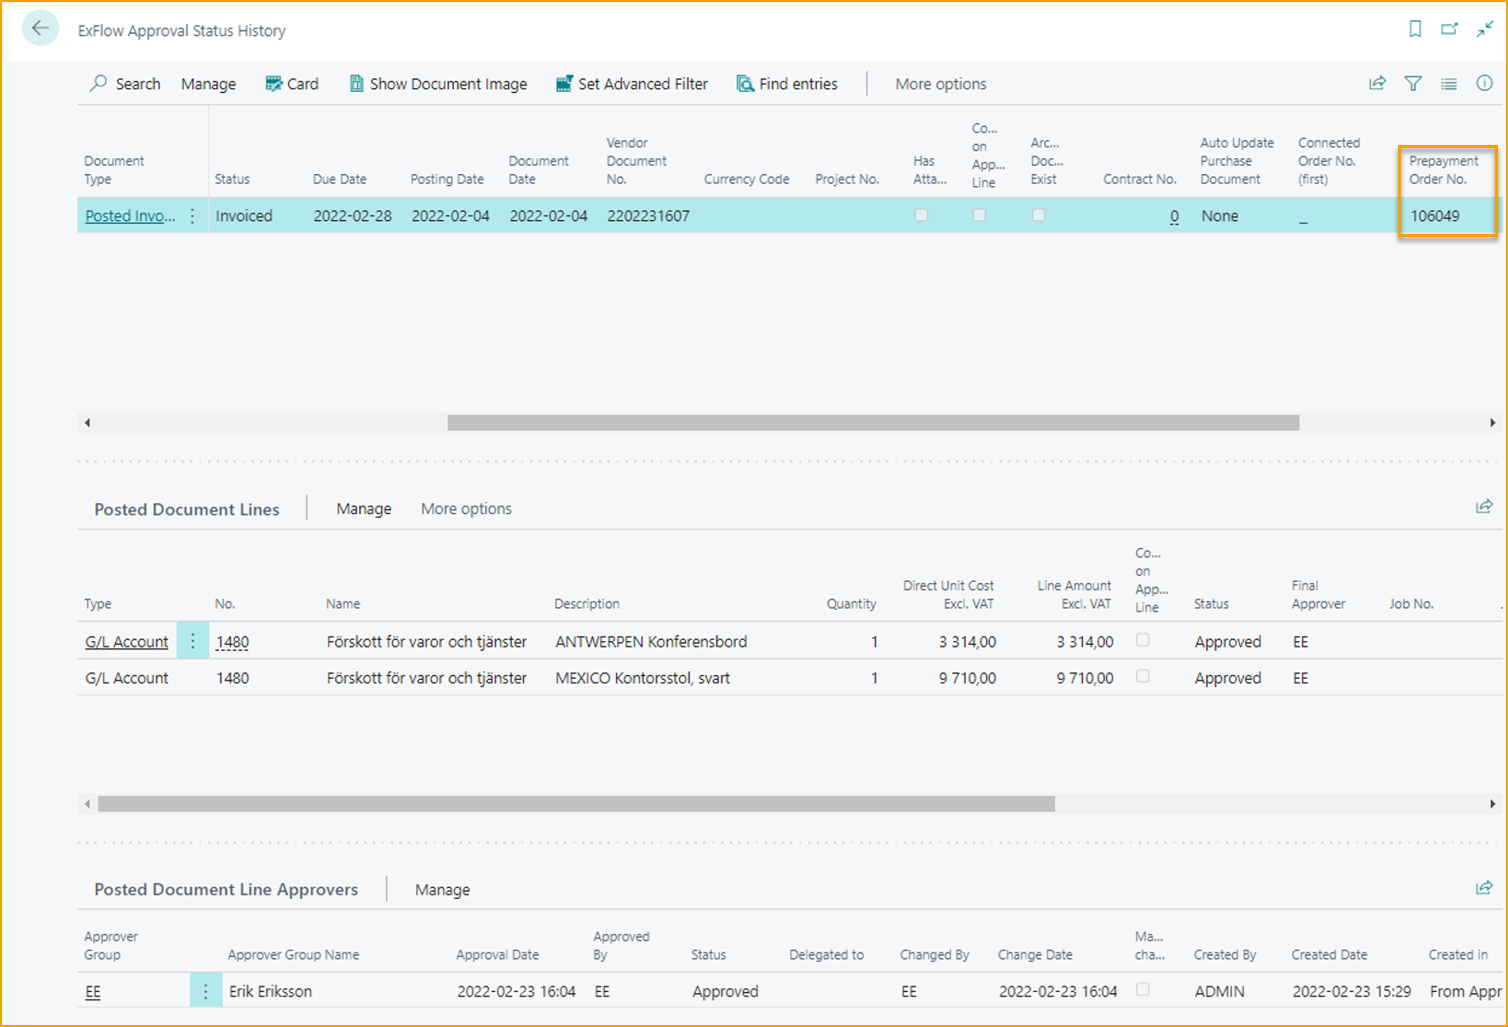 ExFlow Approval Status History
Search Manage Card Show Document Image Set Advanced Filter Find entries More options
Document Type Status Due Date Posting Date Document Date Vendor Document No. Currency Code Project No. Has Atta... Co... on App... Line Arc... Doc... Exist Contract No. Auto Update Purchase Document Connected Order No. (first) Prepayment Order No.
Posted Invo... Invoiced 2022-02-28 2022-02-04 2022-02-04 2202231607 0 None _ 106049
Posted Document Lines Manage More options
Type No. Name Description Quantity Direct Unit Cost Excl. VAT Line Amount Excl. VAT Co... on App... Line Status Final Approver Job No.
G/L Account 1480 Förskott för varor och tjänster ANTWERPEN Konferensbord 1 3 314,00 3 314,00 Approved EE
G/L Account 1480 Förskott för varor och tjänster MEXICO Kontorsstol, svart 1 9 710,00 9 710,00 Approved EE
Posted Document Line Approvers Manage
Approver Group Approver Group Name Approval Date Approved By Status Delegated to Changed By Change Date Ma... cha... Created By Created Date Created in
EE Erik Eriksson 2022-02-23 16:04 EE Approved EE 2022-02-23 16:04 ADMIN 2022-02-23 15:29 From Appr